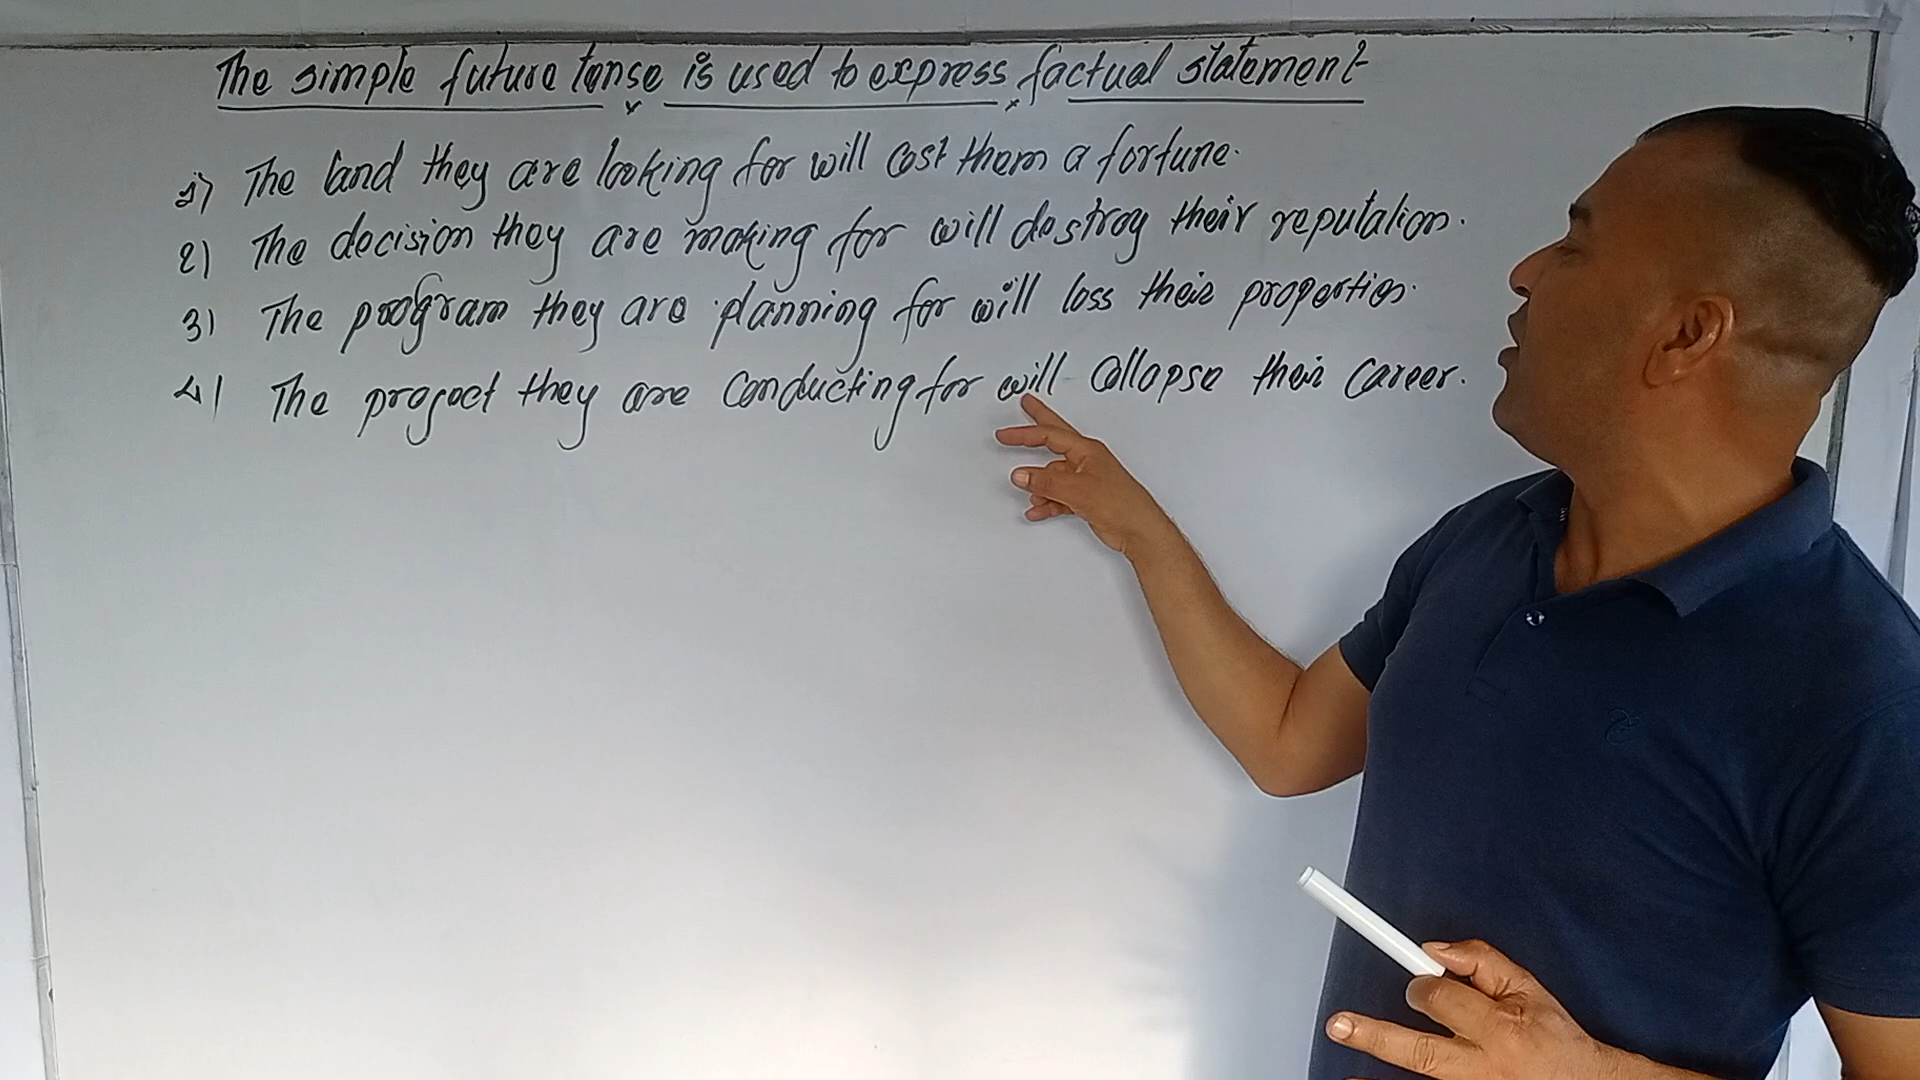 The simple future tense is used to express factual statement
1) The land they are looking for will cost them a fortune.
2) The decision they are making for will destroy their reputation.
3) The program they are planning for will loss their properties.
4) The project they are conducting for will collapse their career.